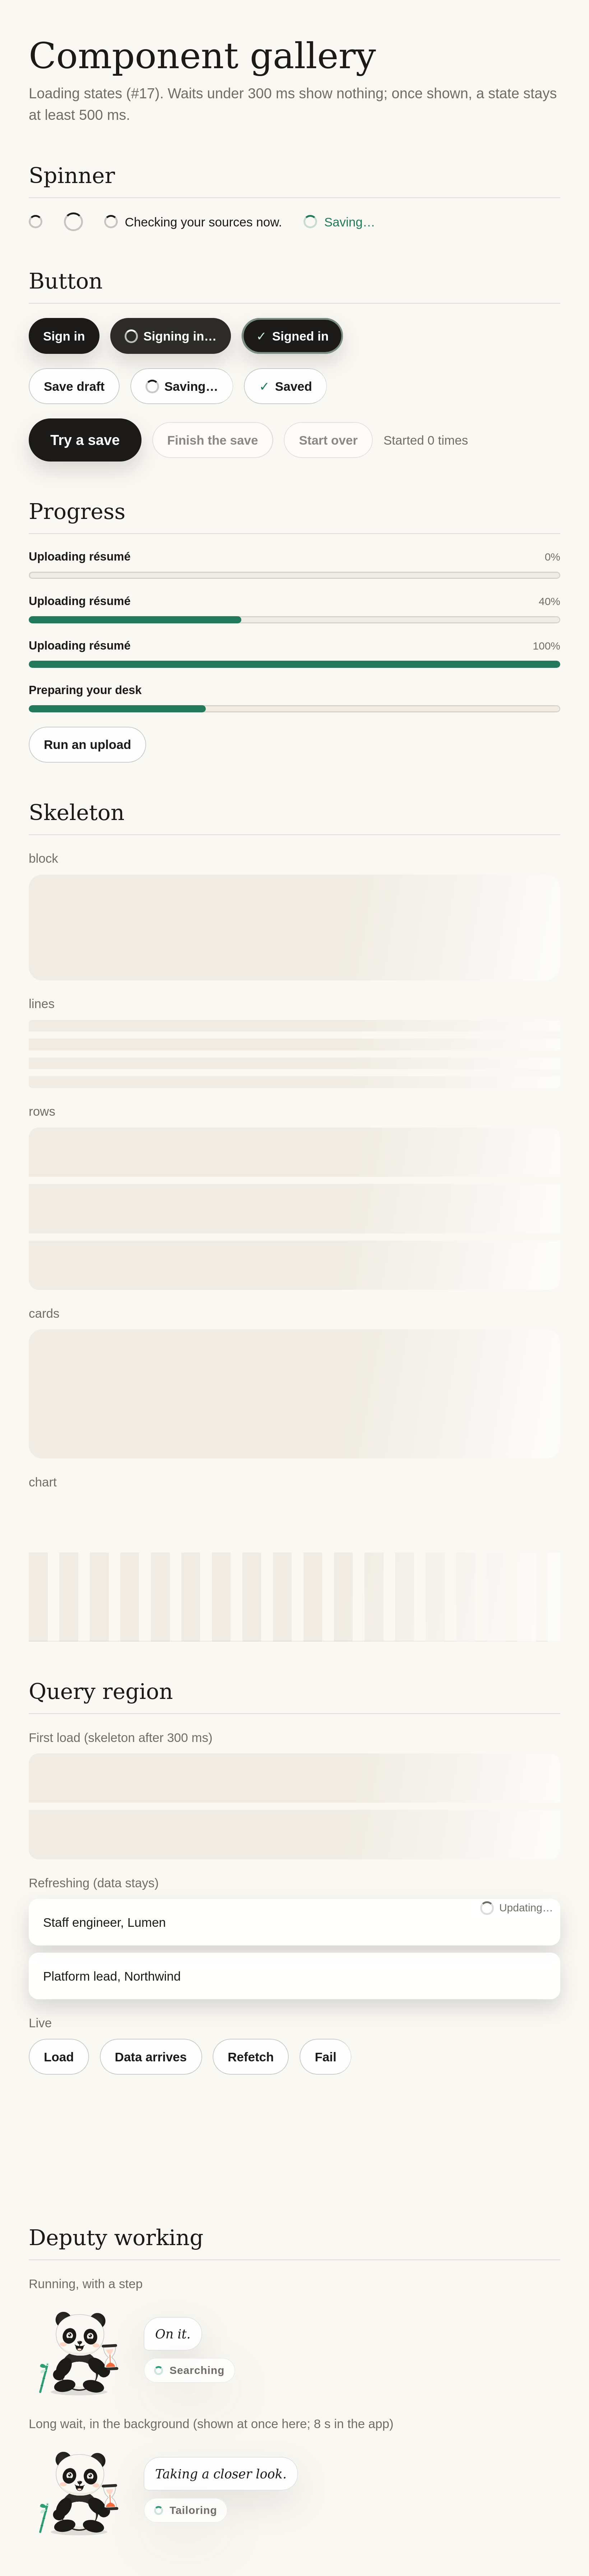 Component gallery
Loading states (#17). Waits under 300 ms show nothing; once shown, a state stays
at least 500 ms.
Spinner
Checking your sources now. Saving…
Button
Sign in Signing in… ✓ Signed in
Save draft Saving… ✓ Saved
Try a save Finish the save Start over Started 0 times
Progress
Uploading résumé 0%
Uploading résumé 40%
Uploading résumé 100%
Preparing your desk
Run an upload
Skeleton
block
lines
rows
cards
chart
Query region
First load (skeleton after 300 ms)
Refreshing (data stays)
Updating…
Staff engineer, Lumen
Platform lead, Northwind
Live
Load Data arrives Refetch Fail
Deputy working
Running, with a step
On it.
Searching
Long wait, in the background (shown at once here; 8 s in the app)
Taking a closer look.
Tailoring